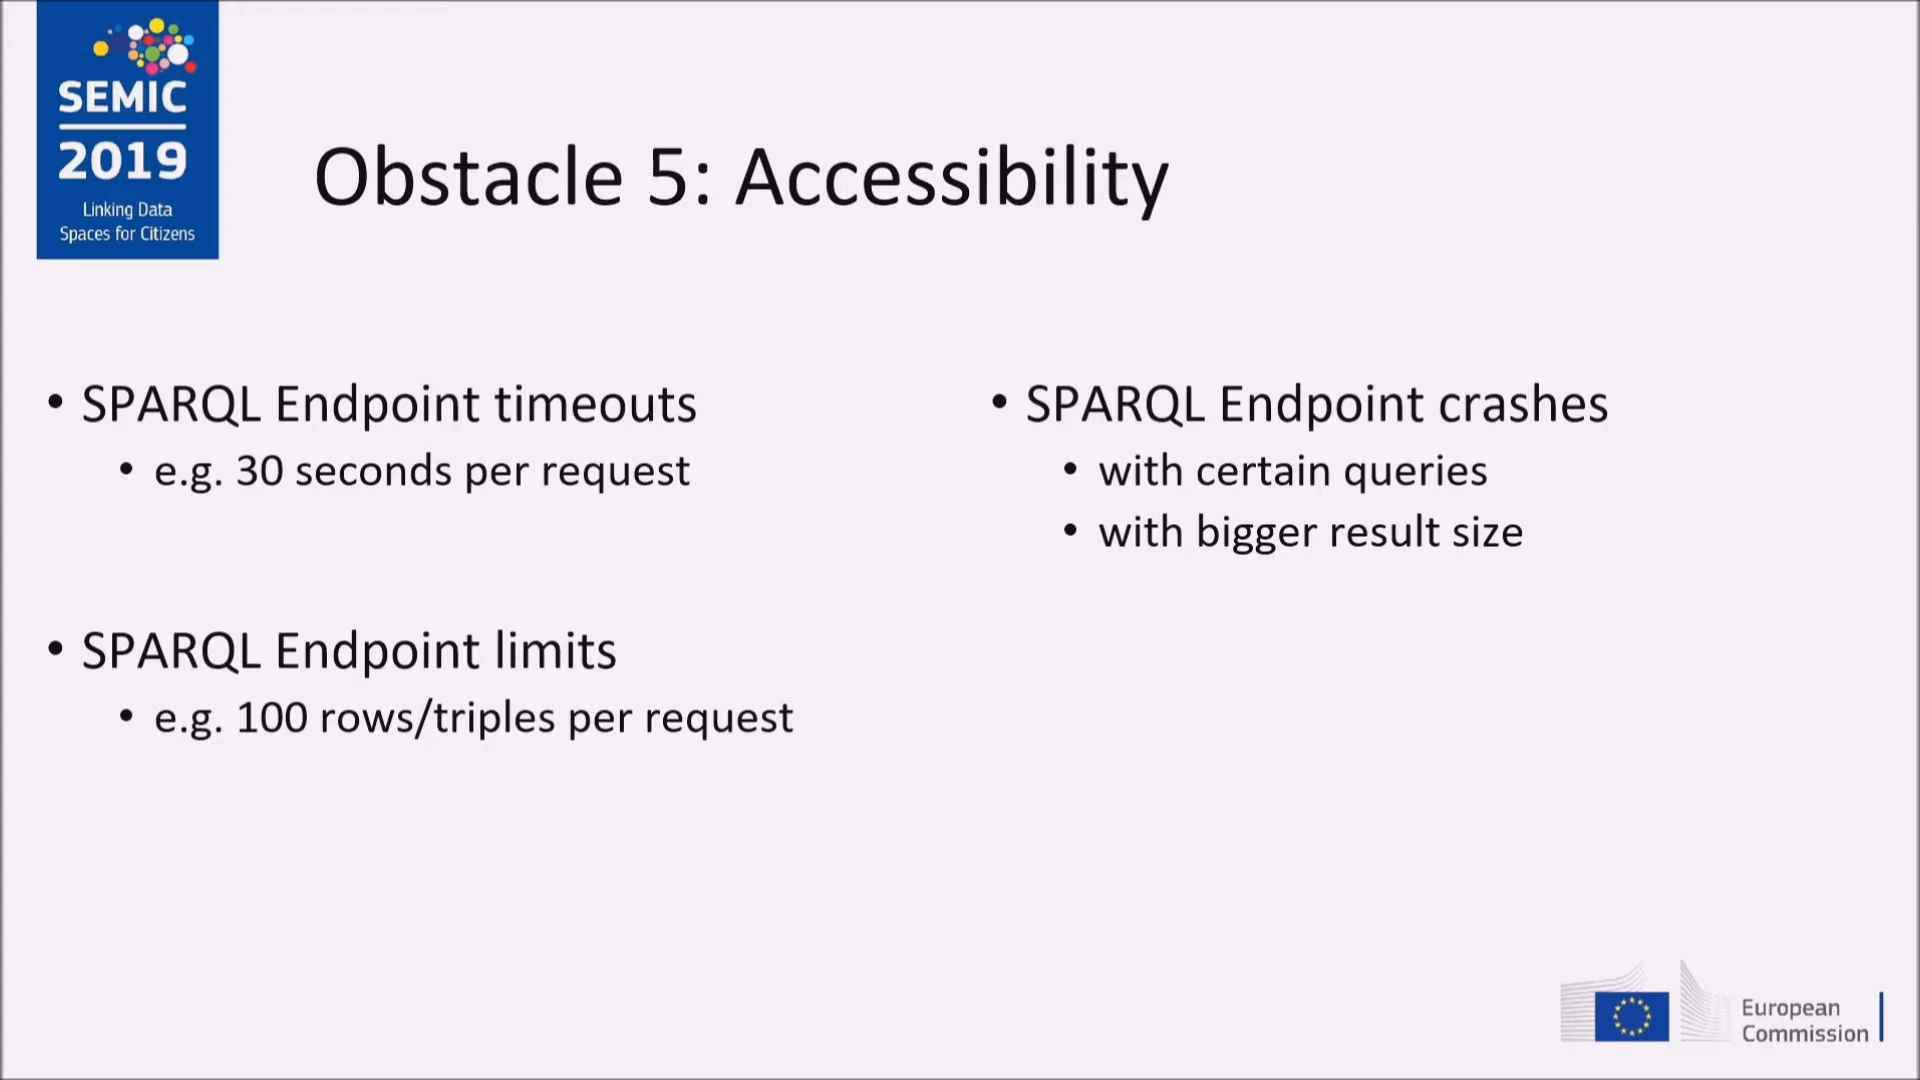 SEMIC
2019
Linking Data
Spaces for Citizens
Obstacle 5: Accessibility
• SPARQL Endpoint timeouts
• e.g. 30 seconds per request
• SPARQL Endpoint limits
• e.g. 100 rows/triples per request
• SPARQL Endpoint crashes
• with certain queries
• with bigger result size
European
Commission